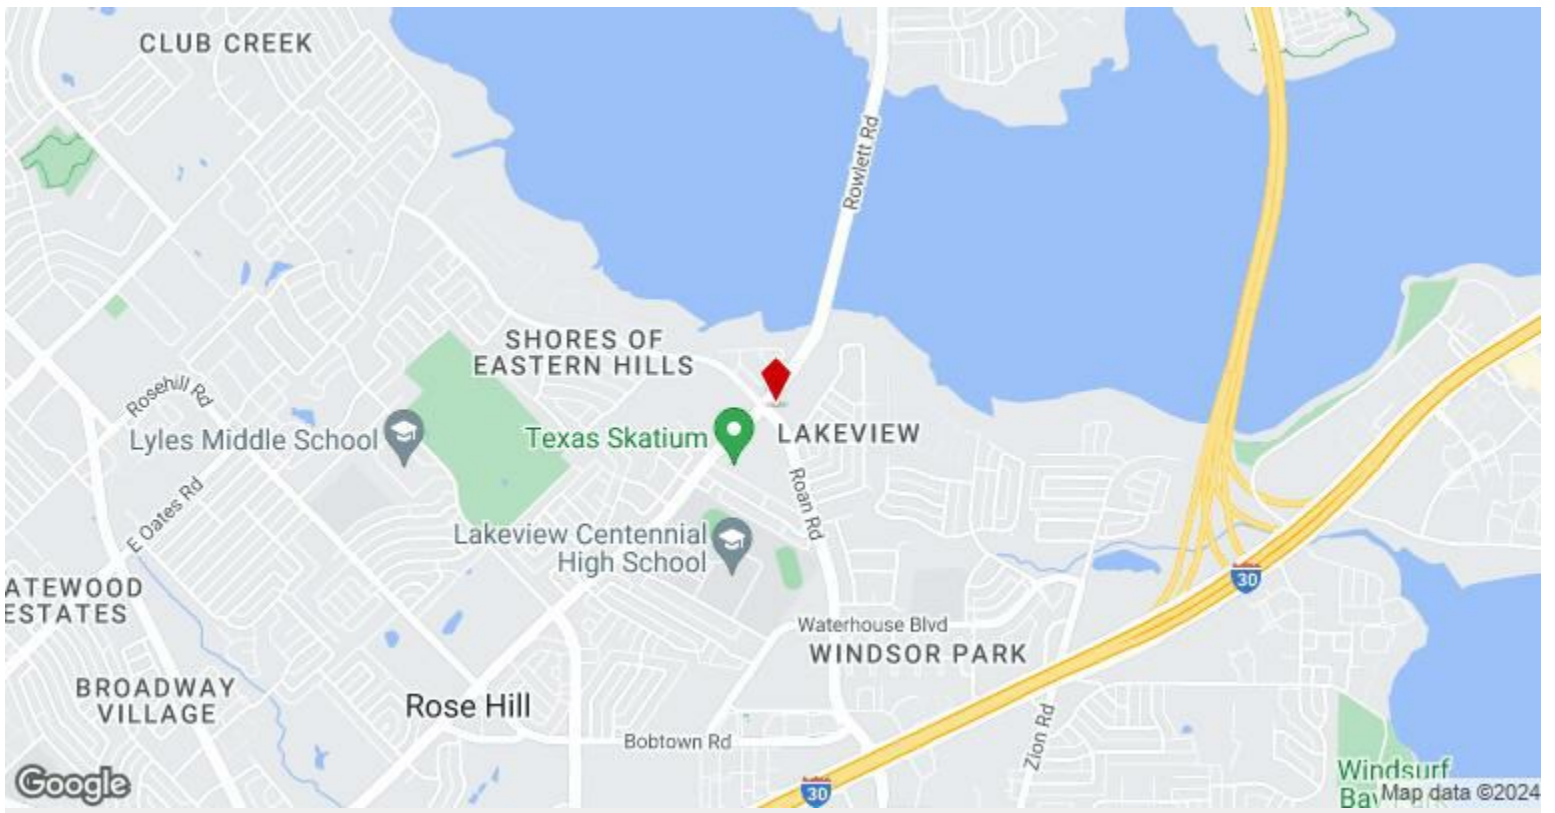 CLUB CREEK
Rowlett Rd
SHORES OF
EASTERN HILLS
Rosehill Rd
Lyles Middle School
Texas Skatium
LAKEVIEW
E Oates Rd
Roan Rd
Lakeview Centennial
High School
ATEWOOD
ESTATES
30
Waterhouse Blvd
WINDSOR PARK
BROADWAY
VILLAGE
Rose Hill
Bobtown Rd
Zion Rd
30
Windsurf
Bay
Google
Map data ©2024